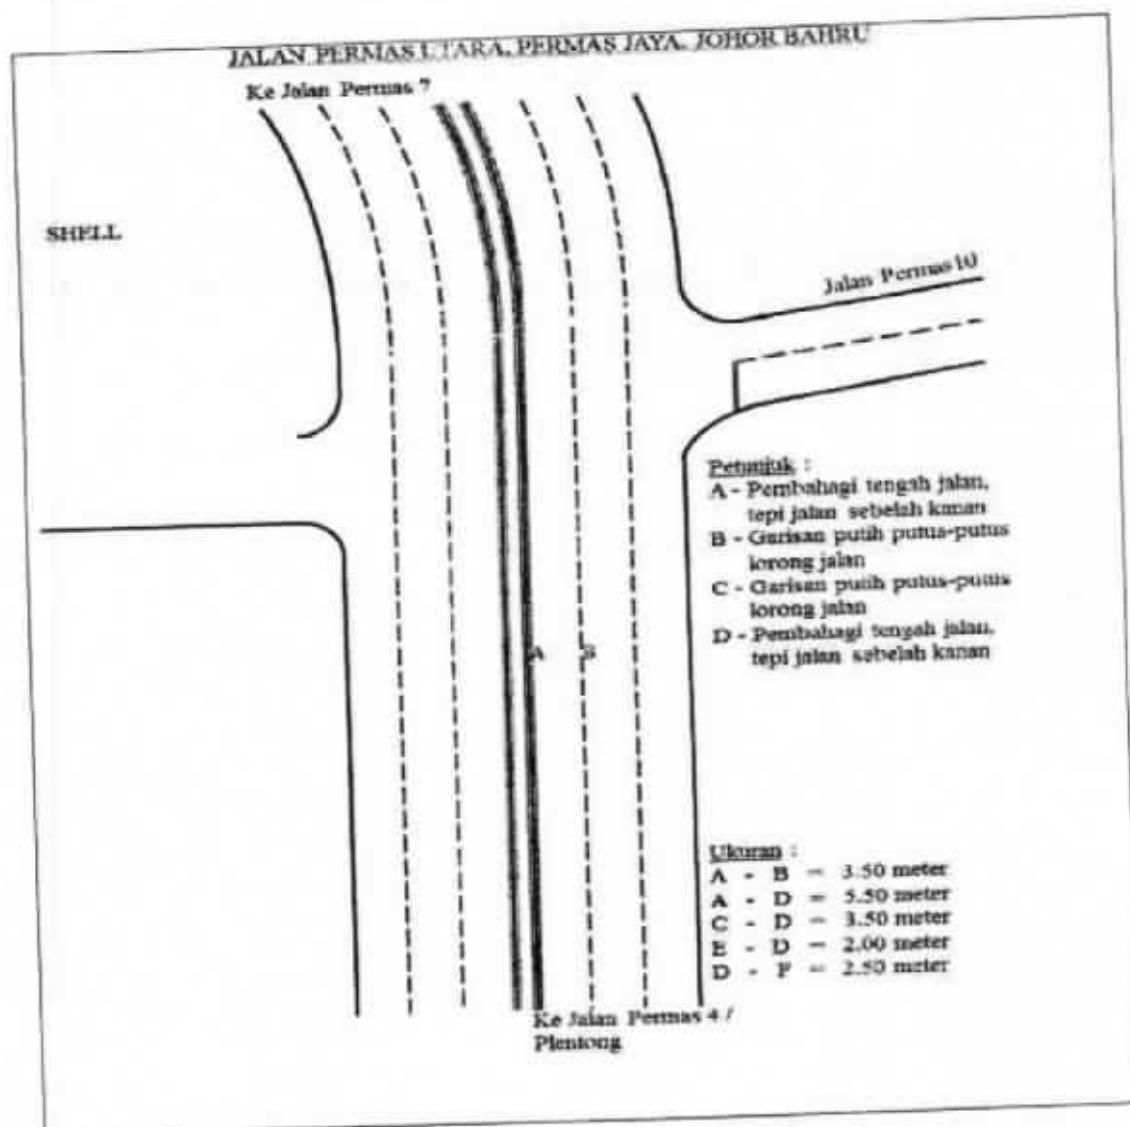 JALAN PERMAS UTARA, PERMAS JAYA, JOHOR BAHRU
Ke Jalan Permas 7
SHELL
Jalan Permas 10
Petunjuk :
A - Pembahagi tengah jalan,
tepi jalan sebelah kanan
B - Garisan putih putus-putus
lorong jalan
C - Garisan putih putus-putus
lorong jalan
D - Pembahagi tengah jalan,
tepi jalan sebelah kanan
A B
Ukuran :
A - B = 3.50 meter
A - D = 5.50 meter
C - D = 3.50 meter
E - D = 2.00 meter
D - F = 2.50 meter
Ke Jalan Permas 4 /
Plentong